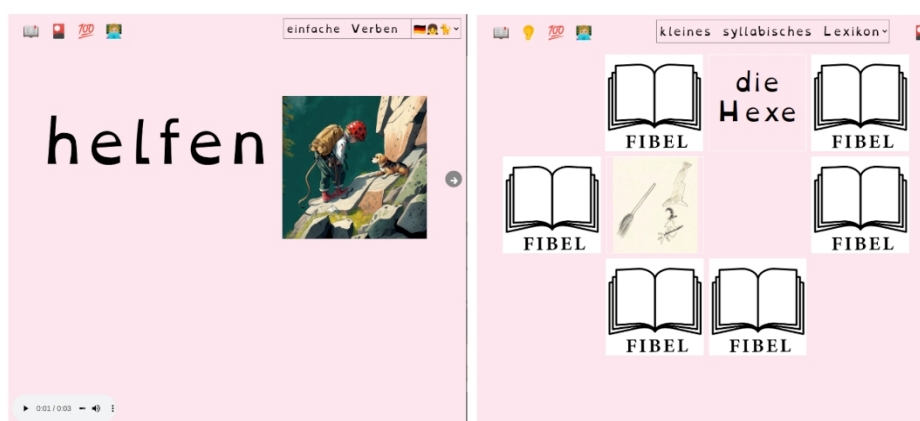 einfache Verben
helfen
0:01 / 0:03
kleines syllabisches Lexikon
FIBEL
die
Hexe
FIBEL
FIBEL
FIBEL
FIBEL
FIBEL